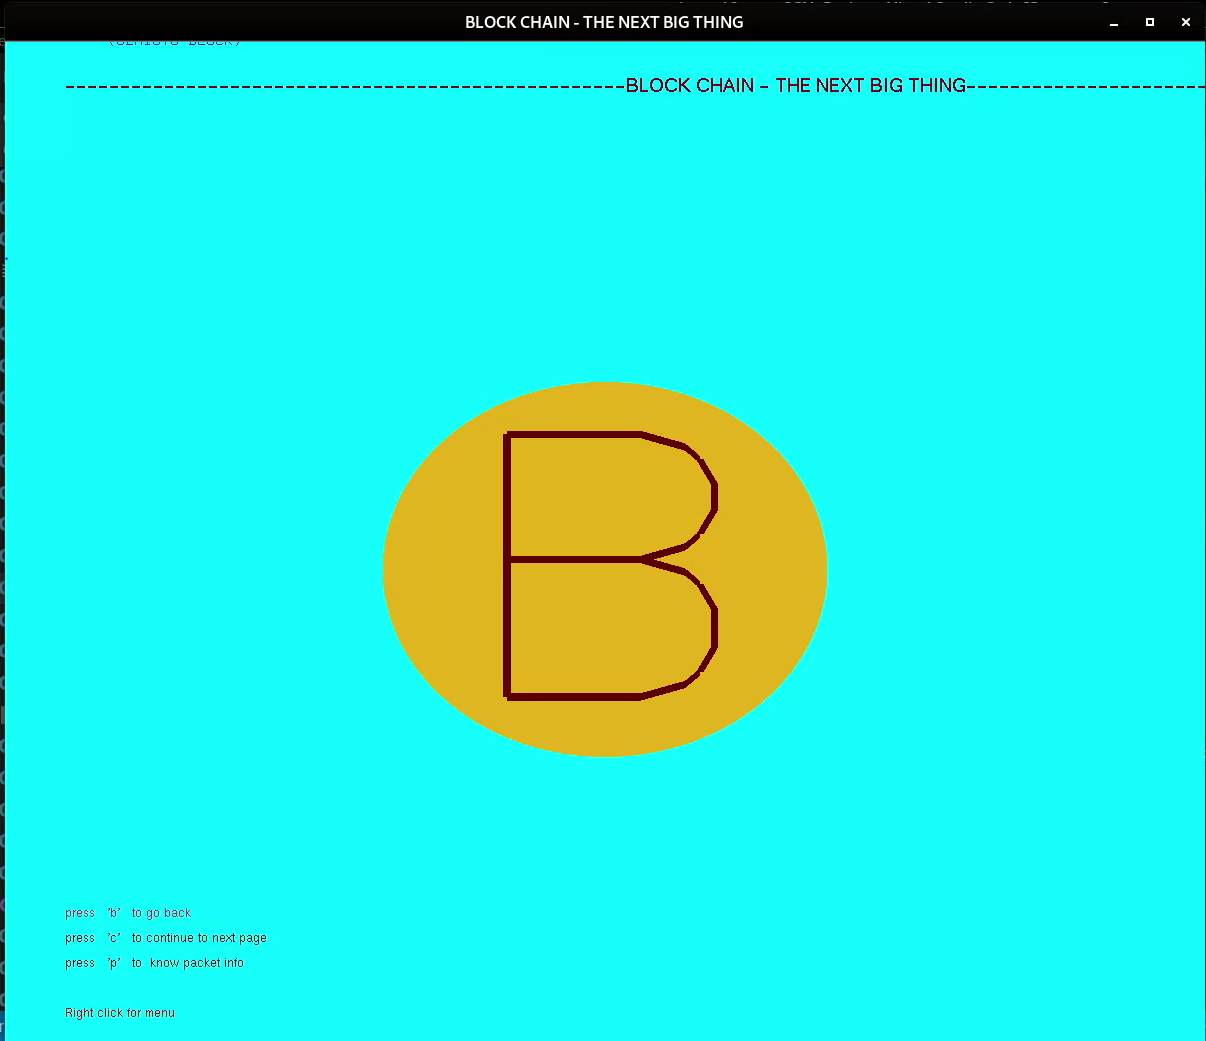 BLOCK CHAIN - THE NEXT BIG THING
--------------------------------------------------BLOCK CHAIN - THE NEXT BIG THING----------------------
B
press 'b' to go back
press 'c' to continue to next page
press 'p' to know packet info
Right click for menu